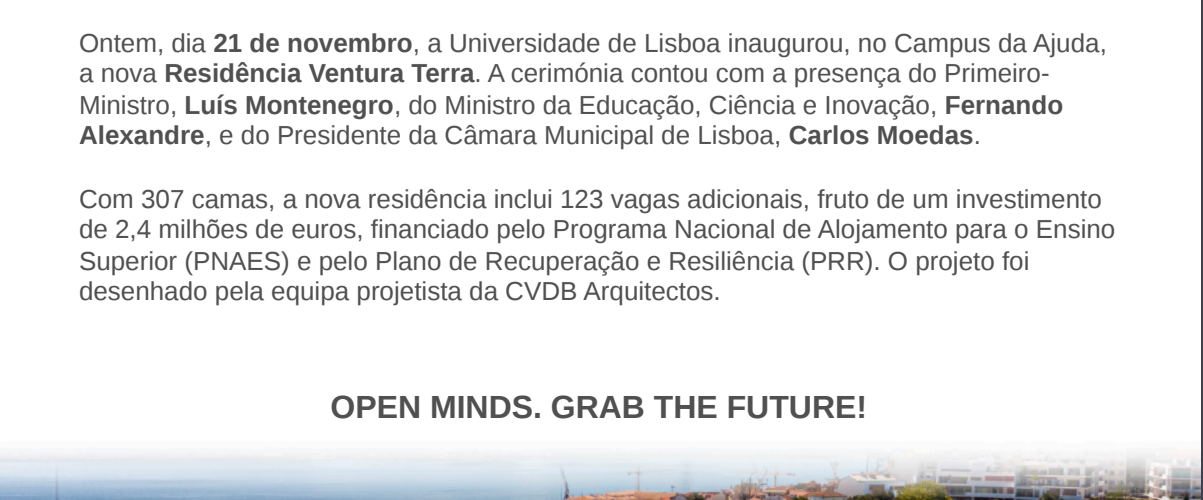 Ontem, dia 21 de novembro, a Universidade de Lisboa inaugurou, no Campus da Ajuda,
a nova Residência Ventura Terra. A cerimónia contou com a presença do Primeiro-
Ministro, Luís Montenegro, do Ministro da Educação, Ciência e Inovação, Fernando
Alexandre, e do Presidente da Câmara Municipal de Lisboa, Carlos Moedas.
Com 307 camas, a nova residência inclui 123 vagas adicionais, fruto de um investimento
de 2,4 milhões de euros, financiado pelo Programa Nacional de Alojamento para o Ensino
Superior (PNAES) e pelo Plano de Recuperação e Resiliência (PRR). O projeto foi
desenhado pela equipa projetista da CVDB Arquitectos.
OPEN MINDS. GRAB THE FUTURE!